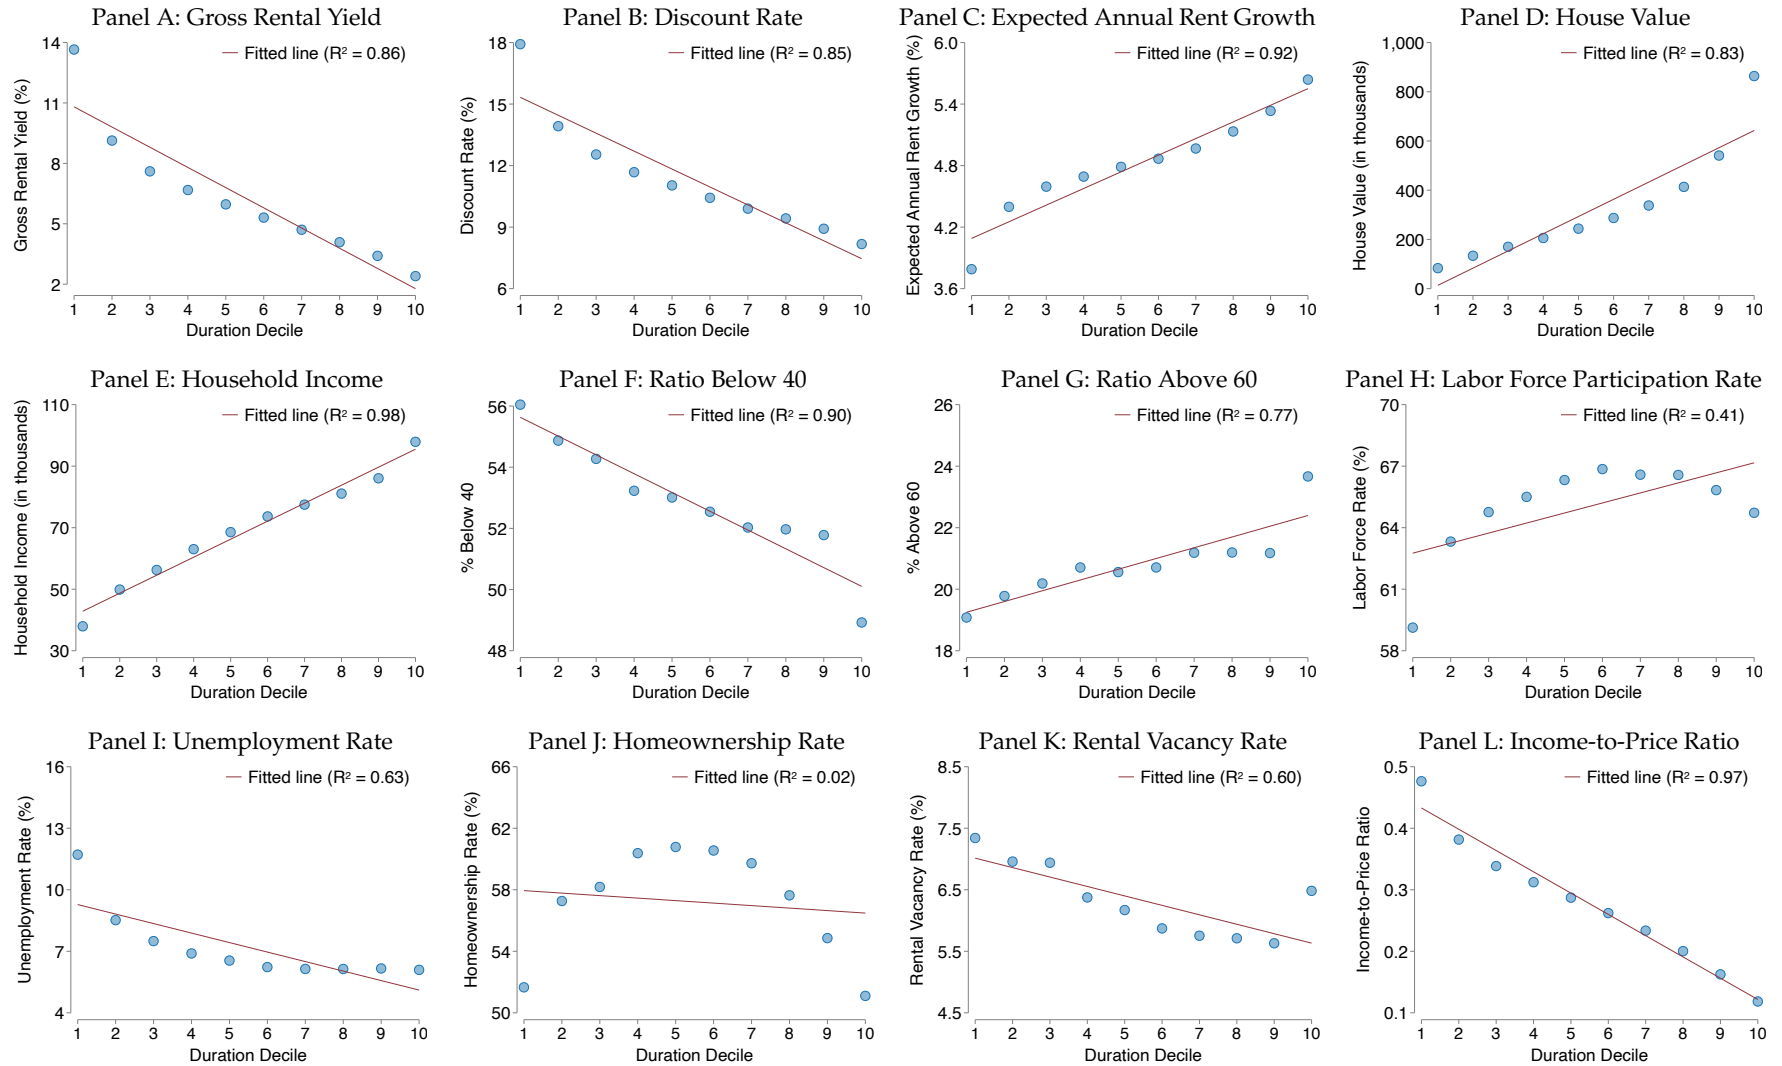 Panel A: Gross Rental Yield
Gross Rental Yield (%)
14
11
8
5
2
Fitted line (R² = 0.86)
1 2 3 4 5 6 7 8 9 10
Duration Decile
Panel B: Discount Rate
Discount Rate (%)
18
15
12
9
6
Fitted line (R² = 0.85)
1 2 3 4 5 6 7 8 9 10
Duration Decile
Panel C: Expected Annual Rent Growth
Expected Annual Rent Growth (%)
6.0
5.4
4.8
4.2
3.6
Fitted line (R² = 0.92)
1 2 3 4 5 6 7 8 9 10
Duration Decile
Panel D: House Value
House Value (in thousands)
1,000
800
600
400
200
0
Fitted line (R² = 0.83)
1 2 3 4 5 6 7 8 9 10
Duration Decile
Panel E: Household Income
Household Income (in thousands)
110
90
70
50
30
Fitted line (R² = 0.98)
1 2 3 4 5 6 7 8 9 10
Duration Decile
Panel F: Ratio Below 40
% Below 40
56
54
52
50
48
Fitted line (R² = 0.90)
1 2 3 4 5 6 7 8 9 10
Duration Decile
Panel G: Ratio Above 60
% Above 60
26
24
22
20
18
Fitted line (R² = 0.77)
1 2 3 4 5 6 7 8 9 10
Duration Decile
Panel H: Labor Force Participation Rate
Labor Force Rate (%)
70
67
64
61
58
Fitted line (R² = 0.41)
1 2 3 4 5 6 7 8 9 10
Duration Decile
Panel I: Unemployment Rate
Unemployment Rate (%)
16
13
10
7
4
Fitted line (R² = 0.63)
1 2 3 4 5 6 7 8 9 10
Duration Decile
Panel J: Homeownership Rate
Homeownership Rate (%)
66
62
58
54
50
Fitted line (R² = 0.02)
1 2 3 4 5 6 7 8 9 10
Duration Decile
Panel K: Rental Vacancy Rate
Rental Vacancy Rate (%)
8.5
7.5
6.5
5.5
4.5
Fitted line (R² = 0.60)
1 2 3 4 5 6 7 8 9 10
Duration Decile
Panel L: Income-to-Price Ratio
Income-to-Price Ratio
0.5
0.4
0.3
0.2
0.1
Fitted line (R² = 0.97)
1 2 3 4 5 6 7 8 9 10
Duration Decile